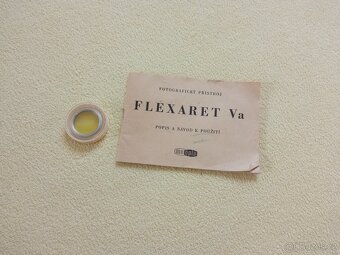 FOTOGRAFICKÝ PŘÍSTROJ
FLEXARET Va
POPIS A NÁVOD K POUŽITÍ